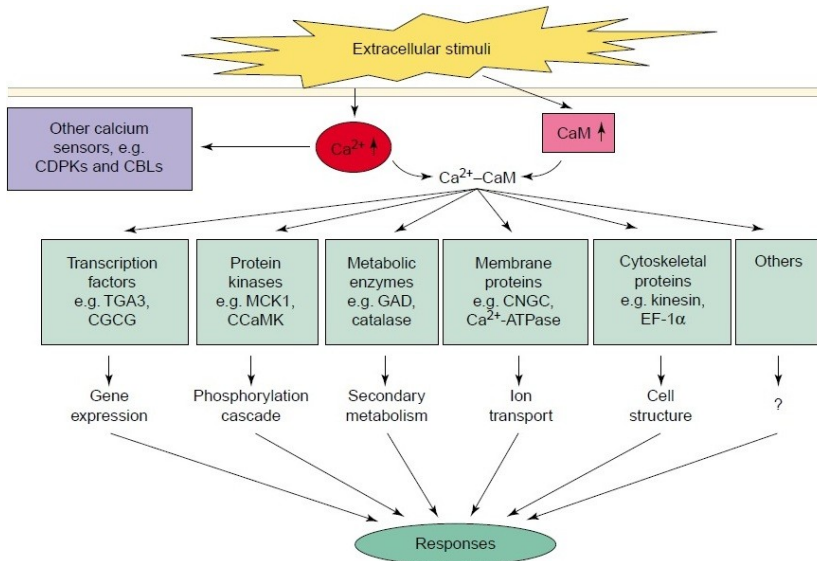 Extracellular stimuli
Other calcium
sensors, e.g.
CDPKs and CBLs
Ca²⁺ ↑
CaM ↑
Ca²⁺–CaM
Transcription
factors
e.g. TGA3,
CGCG
Protein
kinases
e.g. MCK1,
CCaMK
Metabolic
enzymes
e.g. GAD,
catalase
Membrane
proteins
e.g. CNGC,
Ca²⁺-ATPase
Cytoskeletal
proteins
e.g. kinesin,
EF-1α
Others
Gene
expression
Phosphorylation
cascade
Secondary
metabolism
Ion
transport
Cell
structure
?
Responses